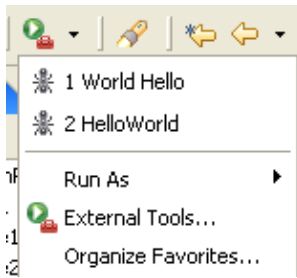 1 World Hello
2 HelloWorld
Run As
External Tools...
Organize Favorites...